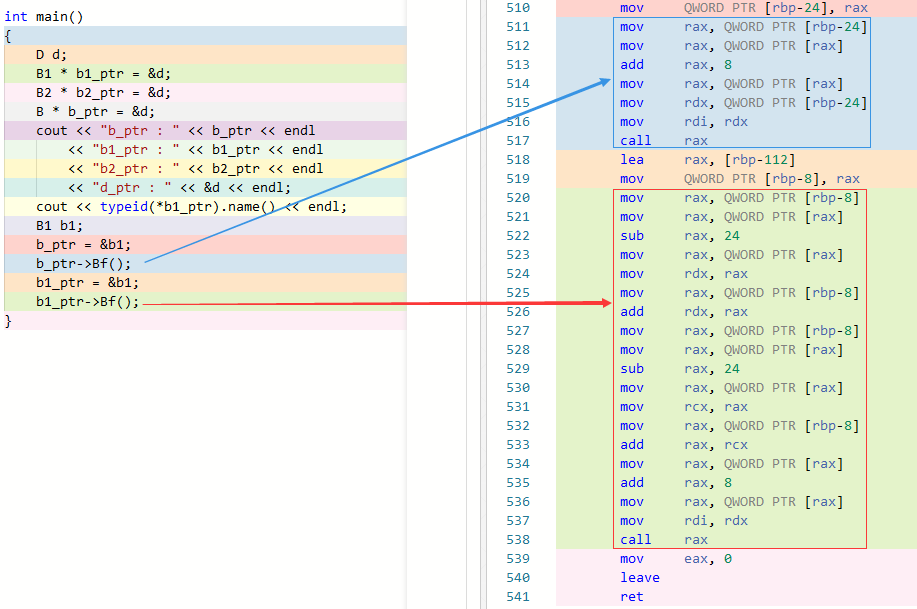 int main()
{
    D d;
    B1 * b1_ptr = &d;
    B2 * b2_ptr = &d;
    B * b_ptr = &d;
    cout << "b_ptr : " << b_ptr << endl
        << "b1_ptr : " << b1_ptr << endl
        << "b2_ptr : " << b2_ptr << endl
        << "d_ptr : " << &d << endl;
    cout << typeid(*b1_ptr).name() << endl;
    B1 b1;
    b_ptr = &b1;
    b_ptr->Bf();
    b1_ptr = &b1;
    b1_ptr->Bf();
}
510 mov QWORD PTR [rbp-24], rax
511 mov rax, QWORD PTR [rbp-24]
512 mov rax, QWORD PTR [rax]
513 add rax, 8
514 mov rax, QWORD PTR [rax]
515 mov rdx, QWORD PTR [rbp-24]
516 mov rdi, rdx
517 call rax
518 lea rax, [rbp-112]
519 mov QWORD PTR [rbp-8], rax
520 mov rax, QWORD PTR [rbp-8]
521 mov rax, QWORD PTR [rax]
522 sub rax, 24
523 mov rax, QWORD PTR [rax]
524 mov rdx, rax
525 mov rax, QWORD PTR [rbp-8]
526 add rdx, rax
527 mov rax, QWORD PTR [rbp-8]
528 mov rax, QWORD PTR [rax]
529 sub rax, 24
530 mov rax, QWORD PTR [rax]
531 mov rcx, rax
532 mov rax, QWORD PTR [rbp-8]
533 add rax, rcx
534 mov rax, QWORD PTR [rax]
535 add rax, 8
536 mov rax, QWORD PTR [rax]
537 mov rdi, rdx
538 call rax
539 mov eax, 0
540 leave
541 ret